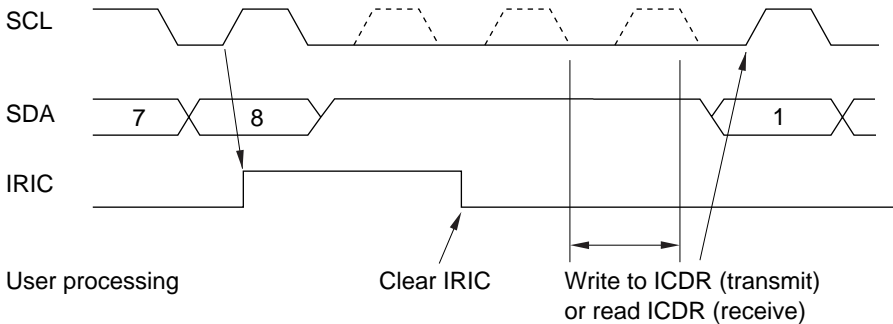 SCL
SDA 7 8 1
IRIC
User processing Clear IRIC Write to ICDR (transmit)
or read ICDR (receive)